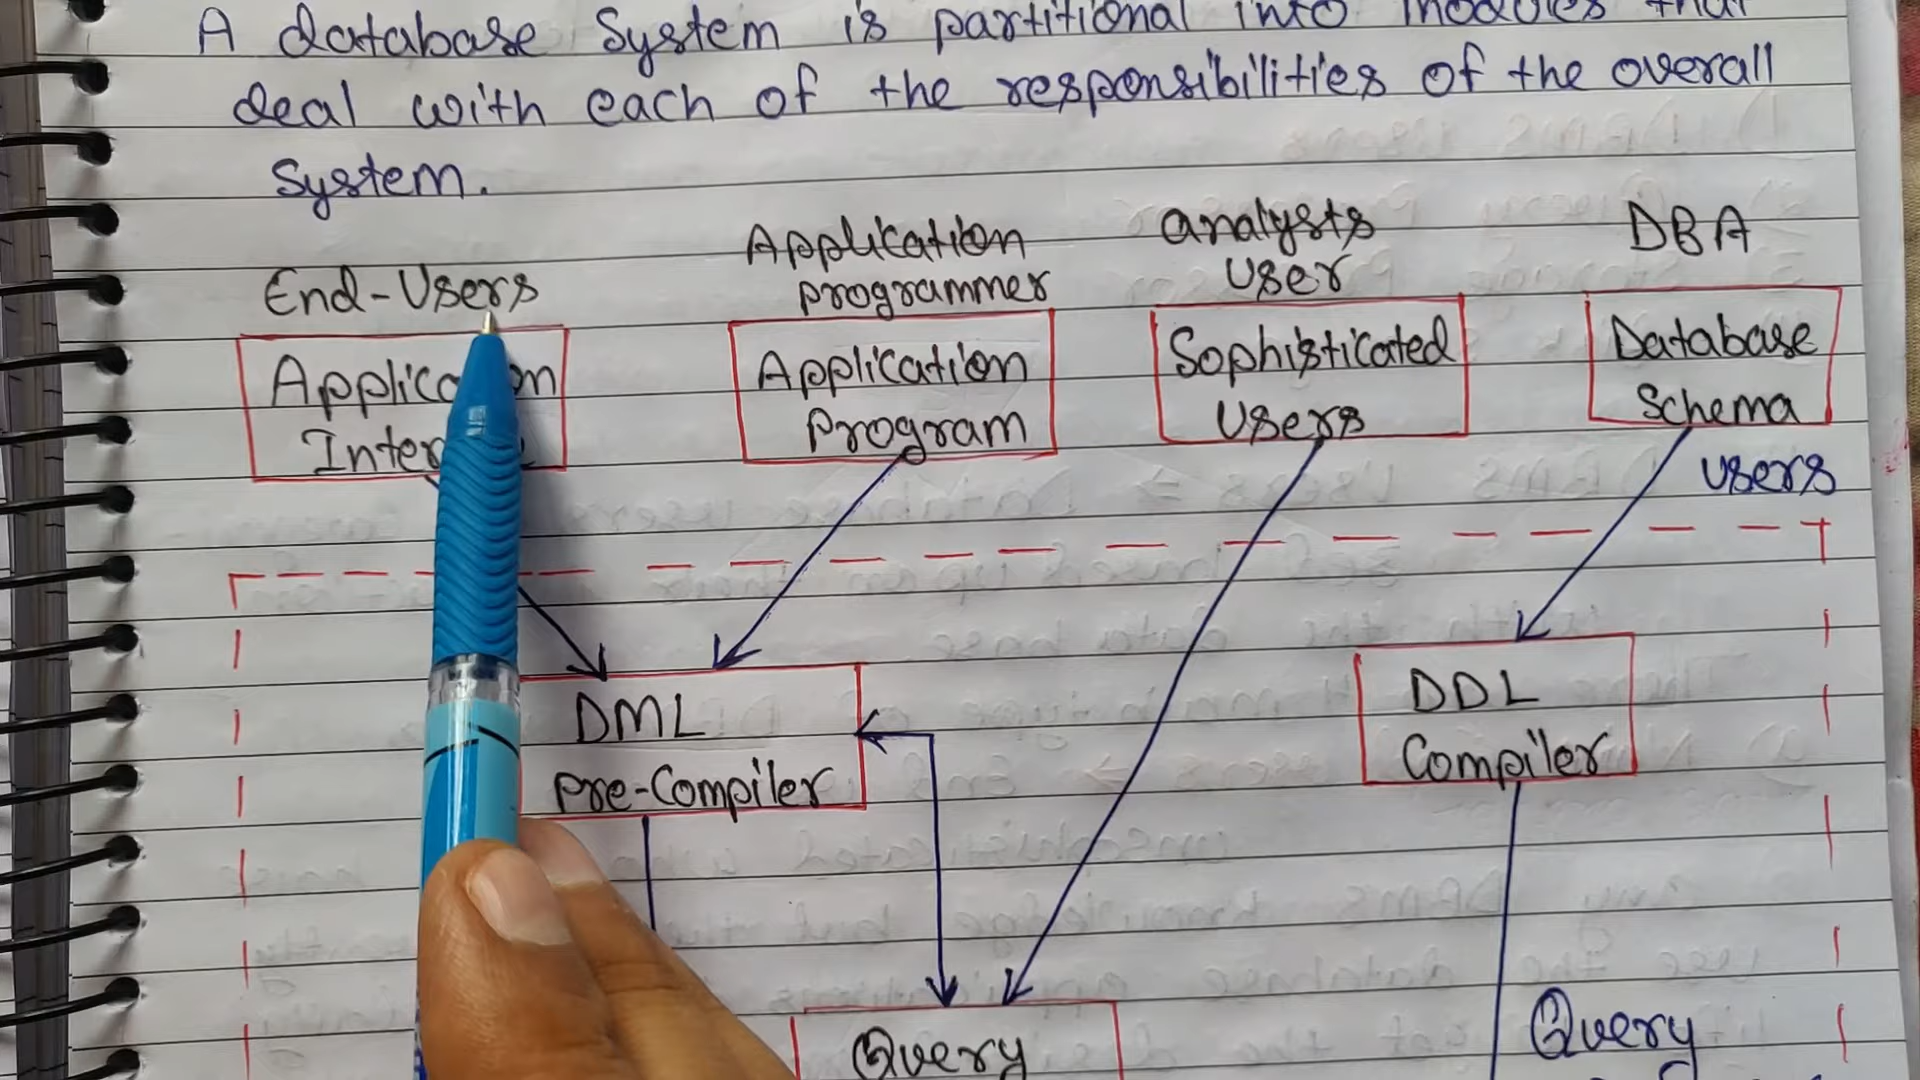 A database System is partitional into modules that
deal with each of the responsibilities of the overall
System.
End-Users
Application
programmer
analysts
user
DBA
Application
Program
Sophisticated
Users
Database
Schema
users
DML
pre-Compiler
DDL
Compiler
Query
Query